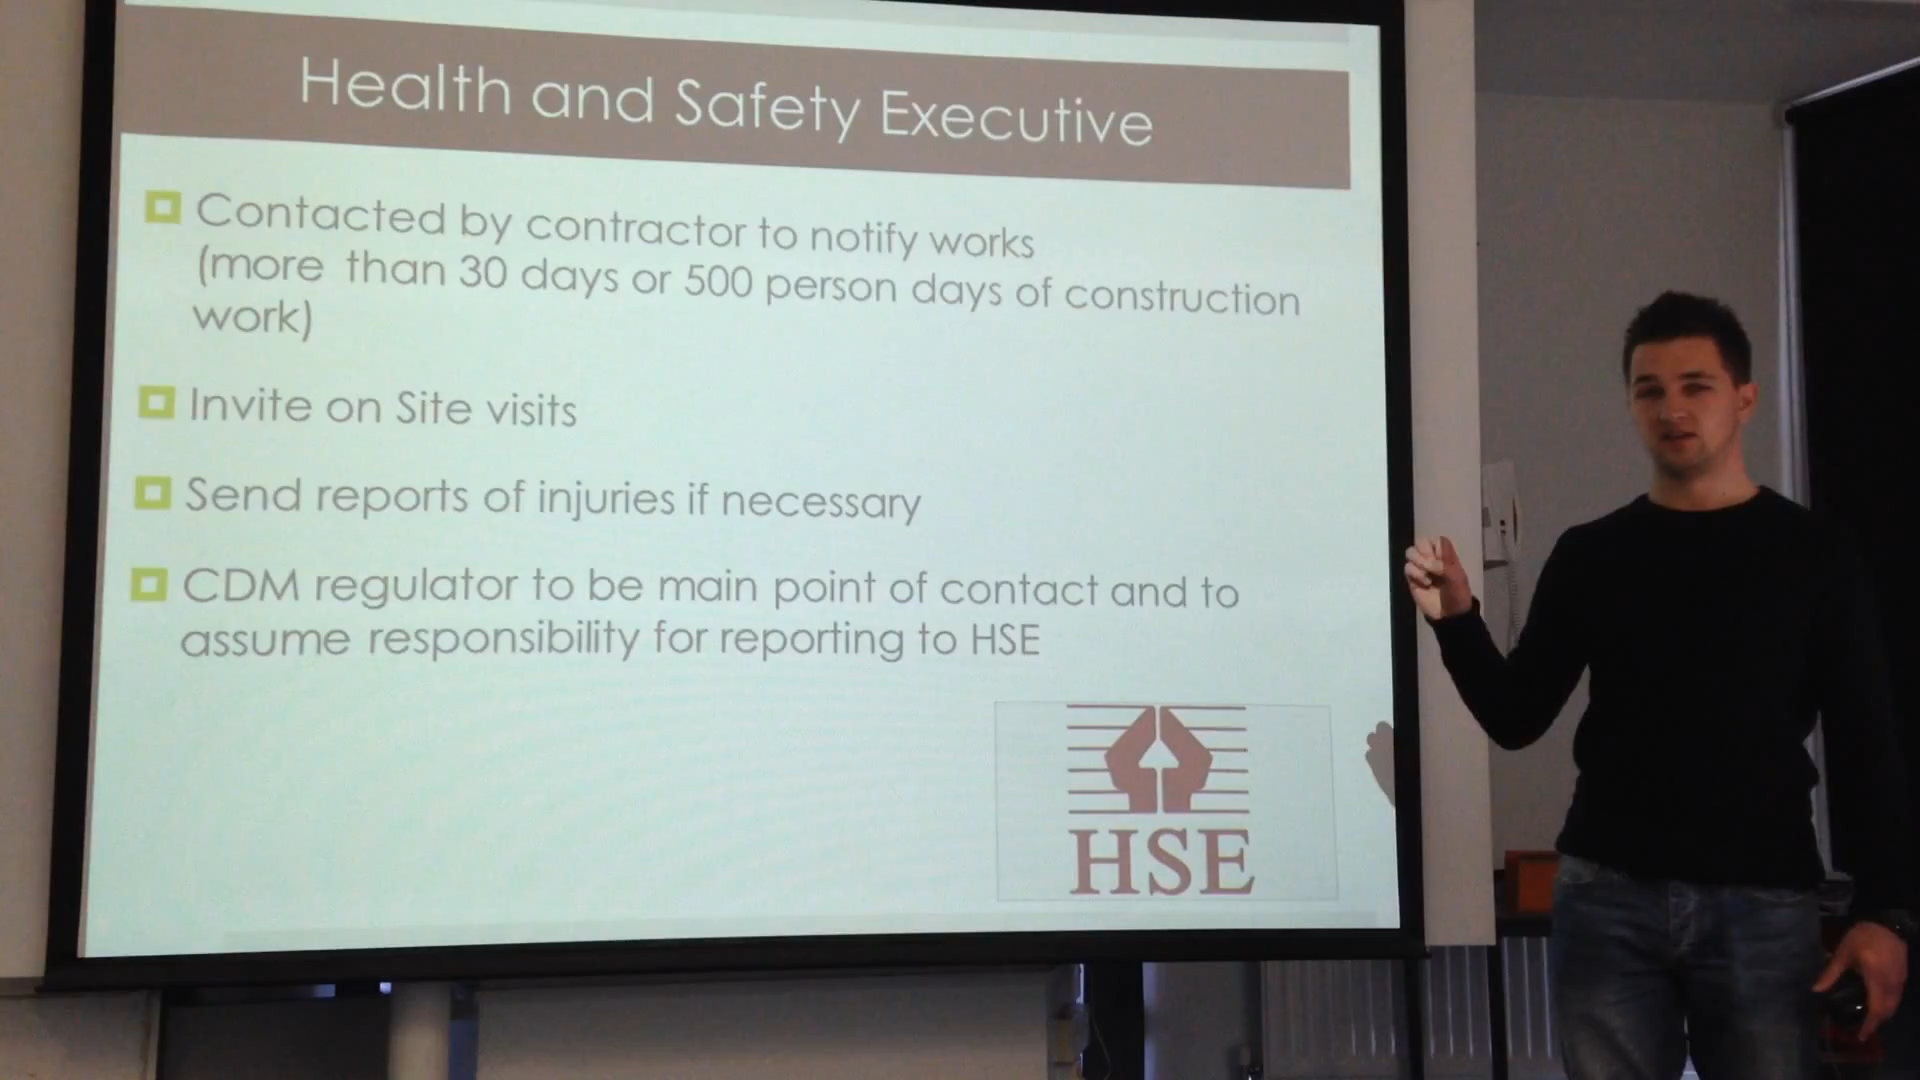 Health and Safety Executive
Contacted by contractor to notify works
(more than 30 days or 500 person days of construction
work)
Invite on Site visits
Send reports of injuries if necessary
CDM regulator to be main point of contact and to
assume responsibility for reporting to HSE
HSE